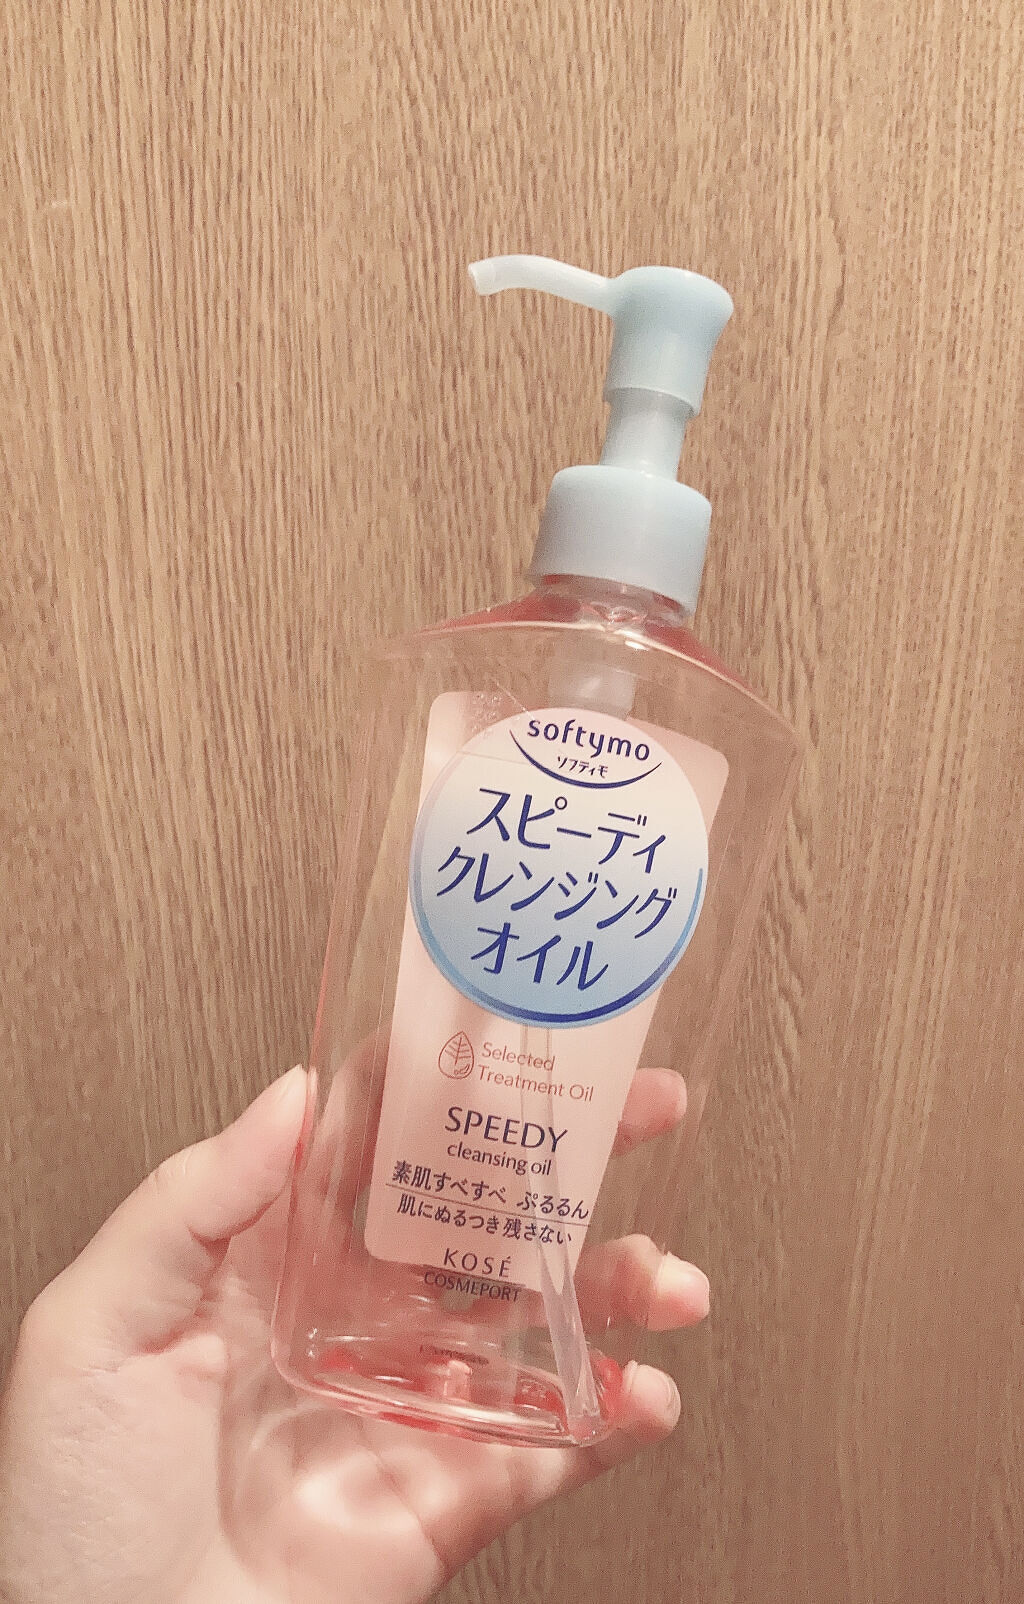 softymo
ソフティモ
スピーディ
クレンジング
オイル
Selected
Treatment Oil
SPEEDY
cleansing oil
素肌すべすべ ぷるるん
肌にぬるつき残さない
KOSÉ
COSMEPORT